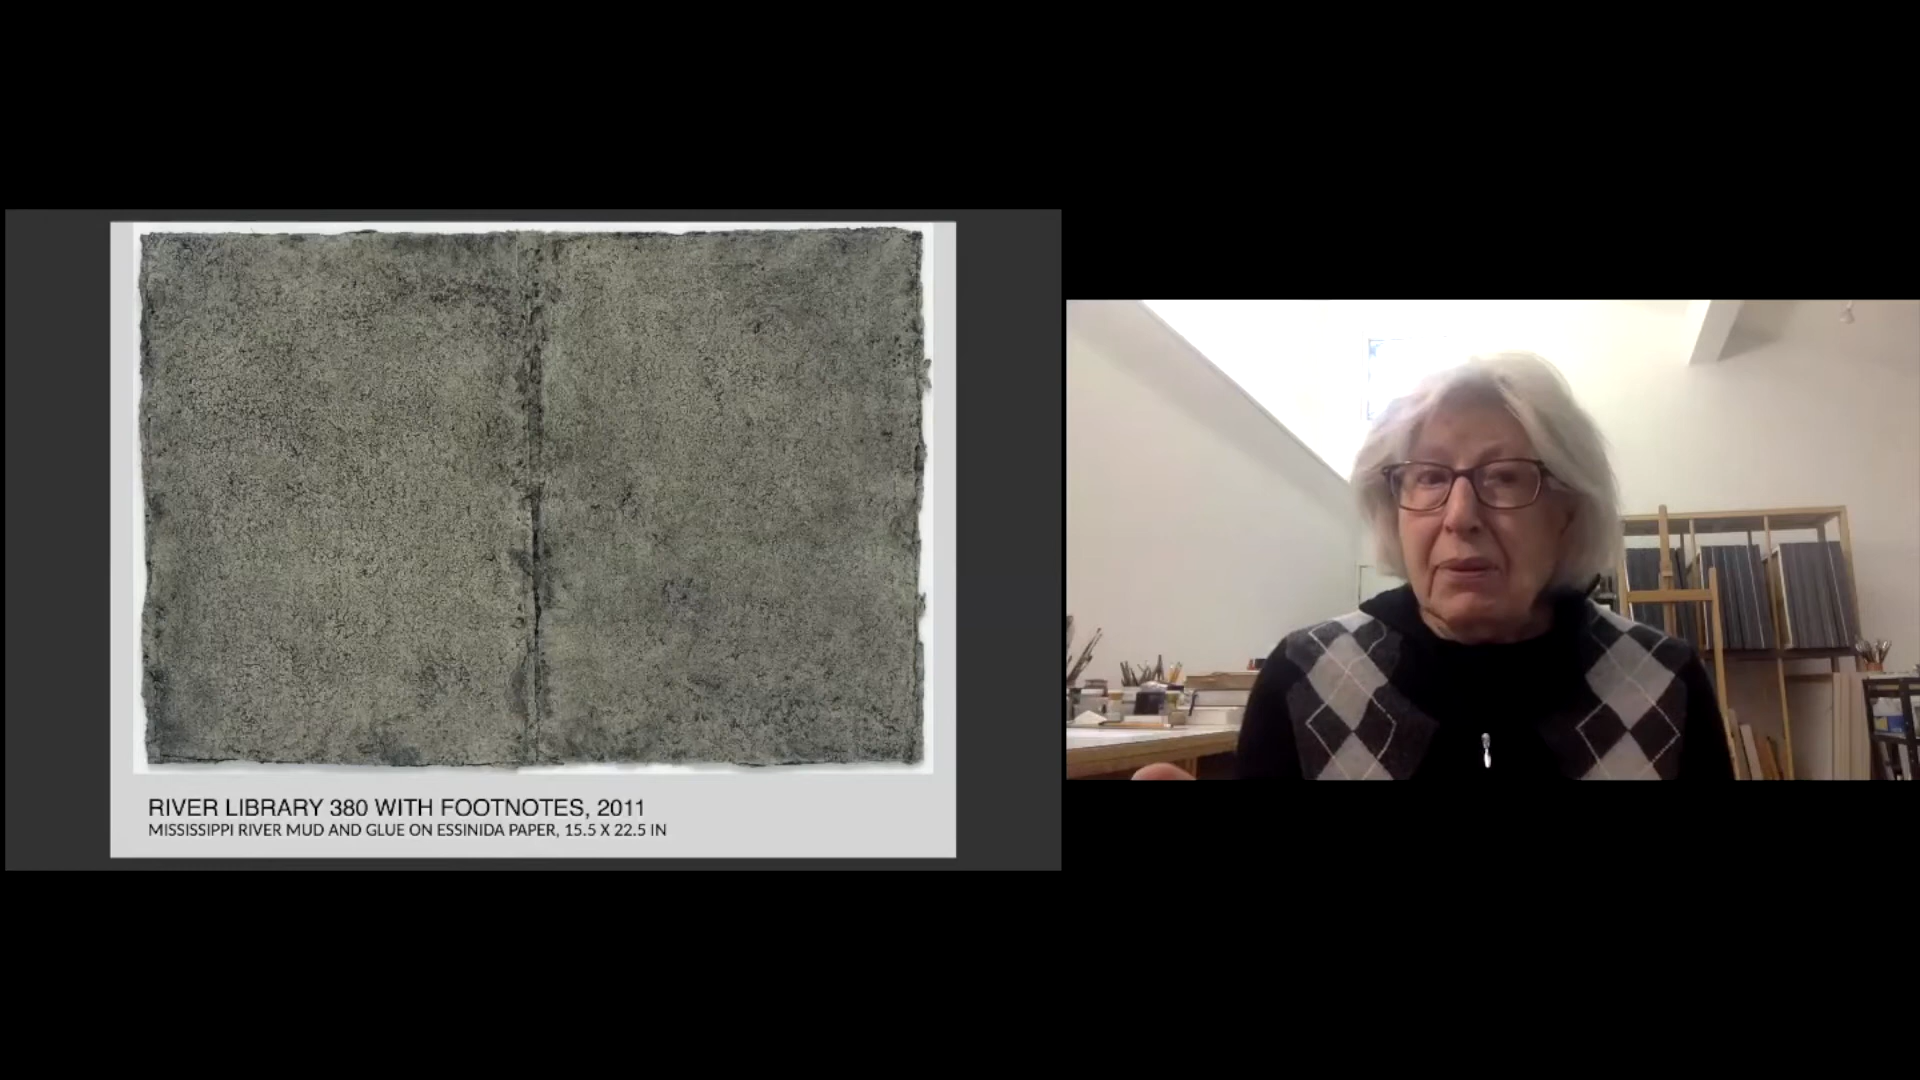 RIVER LIBRARY 380 WITH FOOTNOTES, 2011
MISSISSIPPI RIVER MUD AND GLUE ON ESSINIDA PAPER, 15.5 X 22.5 IN